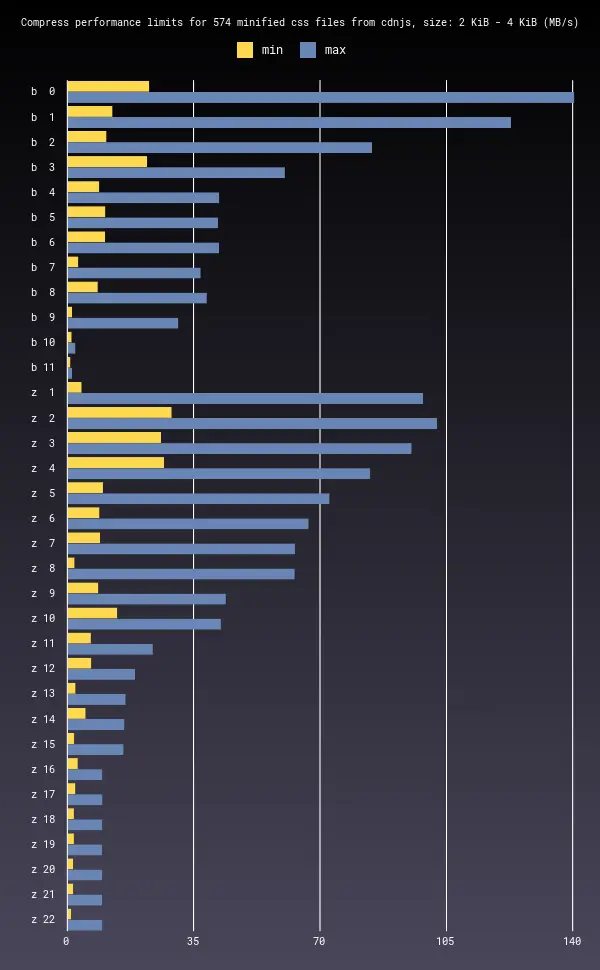 Compress performance limits for 574 minified css files from cdnjs, size: 2 KiB - 4 KiB (MB/s)
min max
b 0
b 1
b 2
b 3
b 4
b 5
b 6
b 7
b 8
b 9
b 10
b 11
z 1
z 2
z 3
z 4
z 5
z 6
z 7
z 8
z 9
z 10
z 11
z 12
z 13
z 14
z 15
z 16
z 17
z 18
z 19
z 20
z 21
z 22
0 35 70 105 140